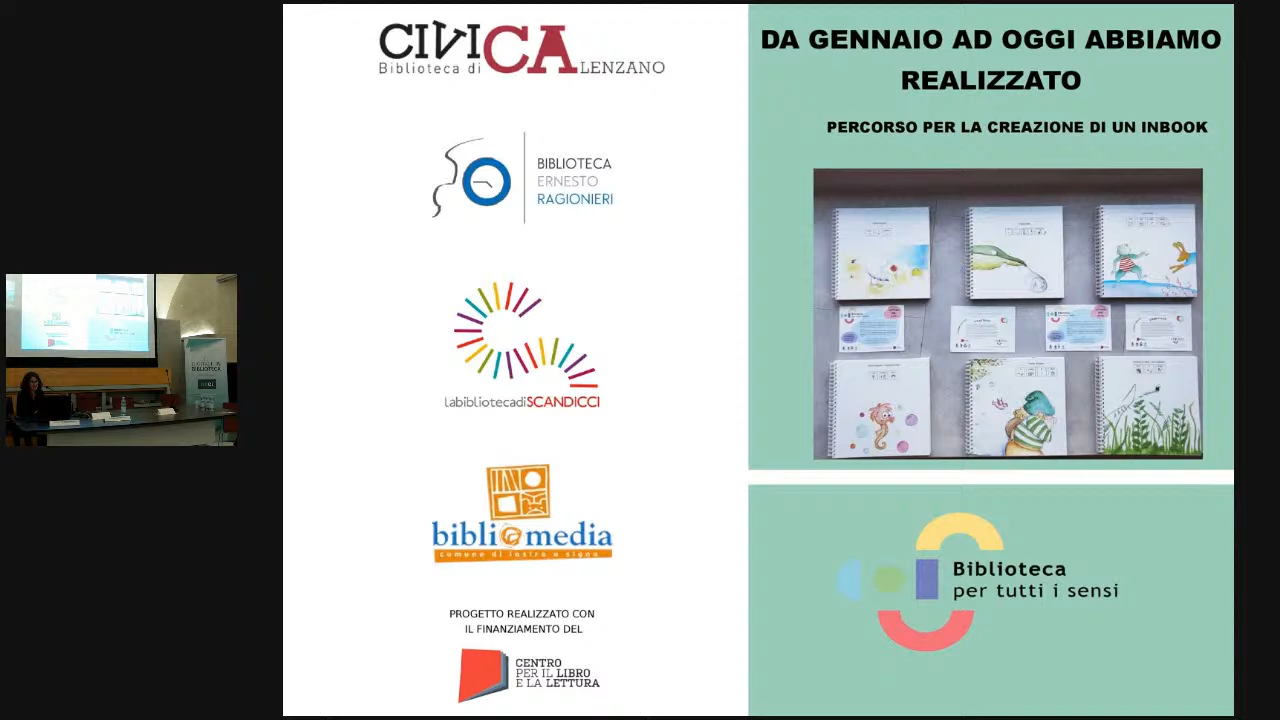 CIVICA
Biblioteca di LENZANO
BIBLIOTECA
ERNESTO
RAGIONIERI
labibliotecadiSCANDICCI
bibliomedia
comune di lastra a signa
PROGETTO REALIZZATO CON
IL FINANZIAMENTO DEL
CENTRO
PER IL LIBRO
E LA LETTURA
DA GENNAIO AD OGGI ABBIAMO
REALIZZATO
PERCORSO PER LA CREAZIONE DI UN INBOOK
Biblioteca
per tutti i sensi
BIBLIOTECA